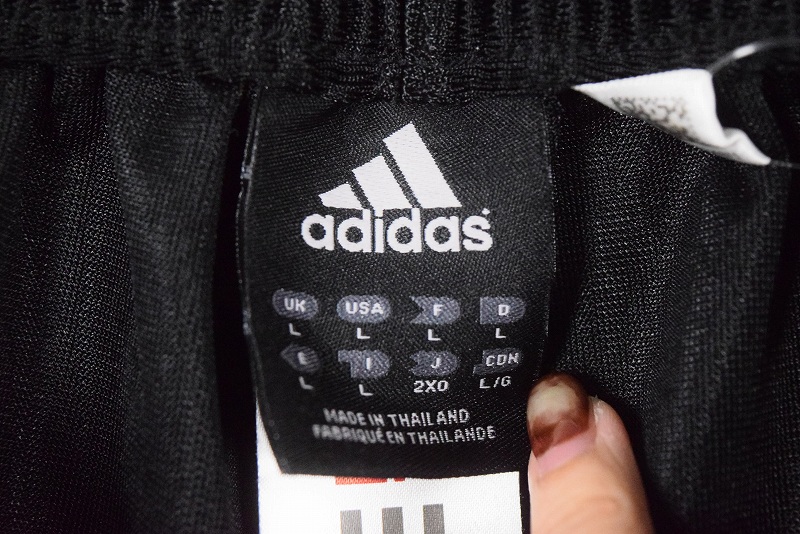 adidas
UK USA F D
L L L L
E I J CDN
L L 2XO L/G
MADE IN THAILAND
FABRIQUÉ EN THAILANDE